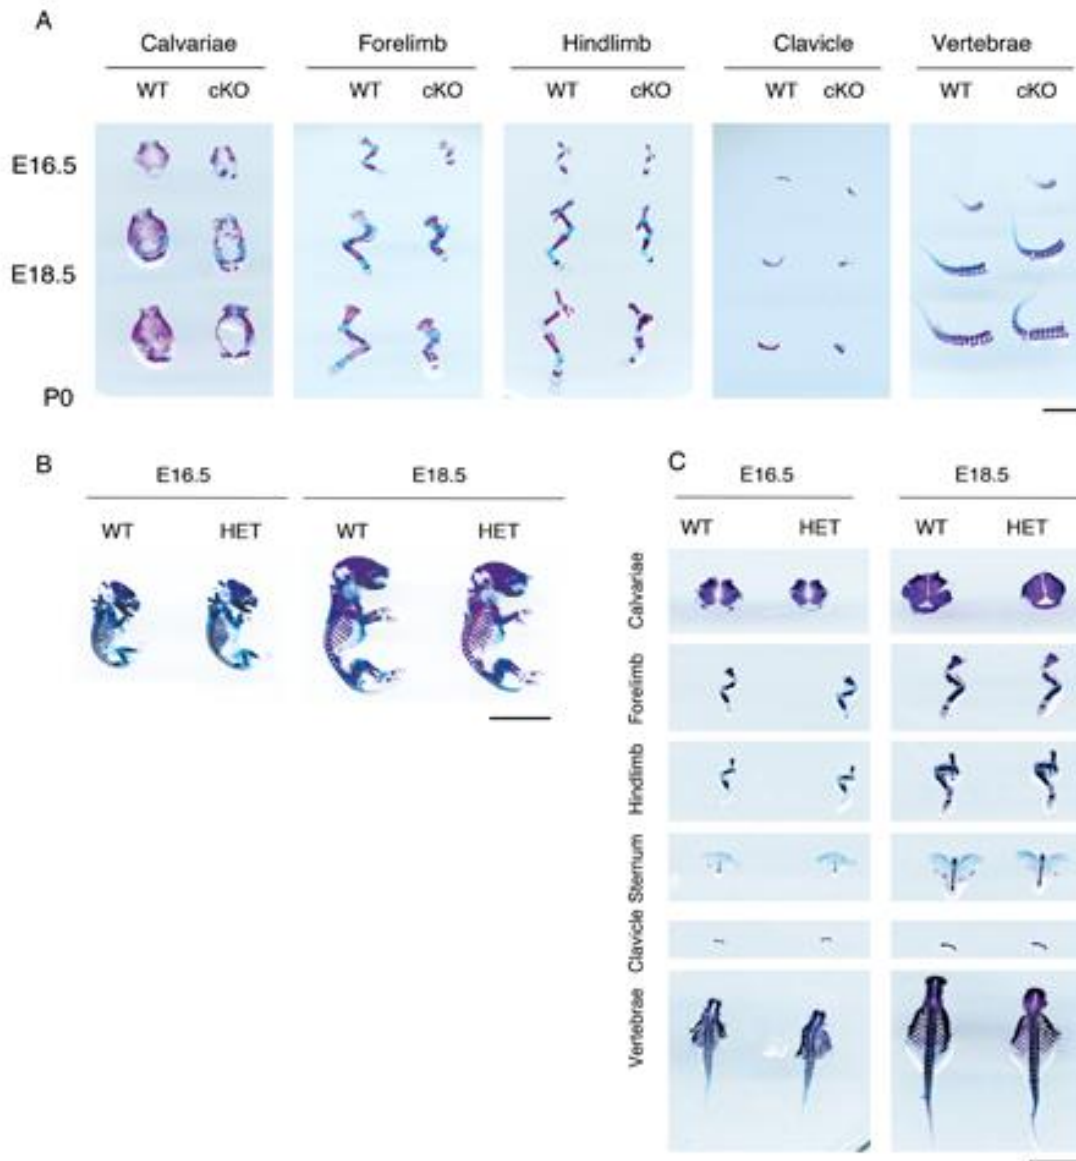 A
Calvariae Forelimb Hindlimb Clavicle Vertebrae
WT cKO WT cKO WT cKO WT cKO WT cKO
E16.5
E18.5
P0
B
E16.5 E18.5
WT HET WT HET
C
E16.5 E18.5
WT HET WT HET
Calvariae
Forelimb
Hindlimb
Sternum
Clavicle
Vertebrae